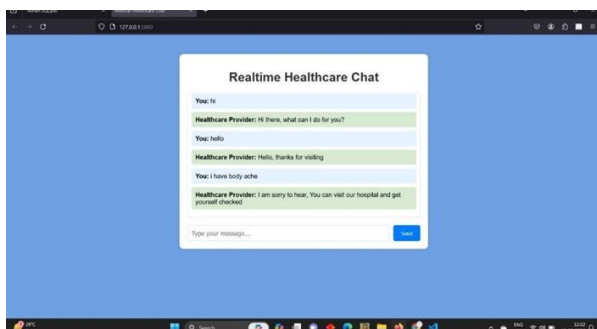 127.0.0.1:5000
Realtime Healthcare Chat
You: hi
Healthcare Provider: Hi there, what can I do for you?
You: hello
Healthcare Provider: Hello, thanks for visiting
You: i have body ache
Healthcare Provider: I am sorry to hear, You can visit our hospital and get
yourself checked
Type your message...
Send
Search
ENG